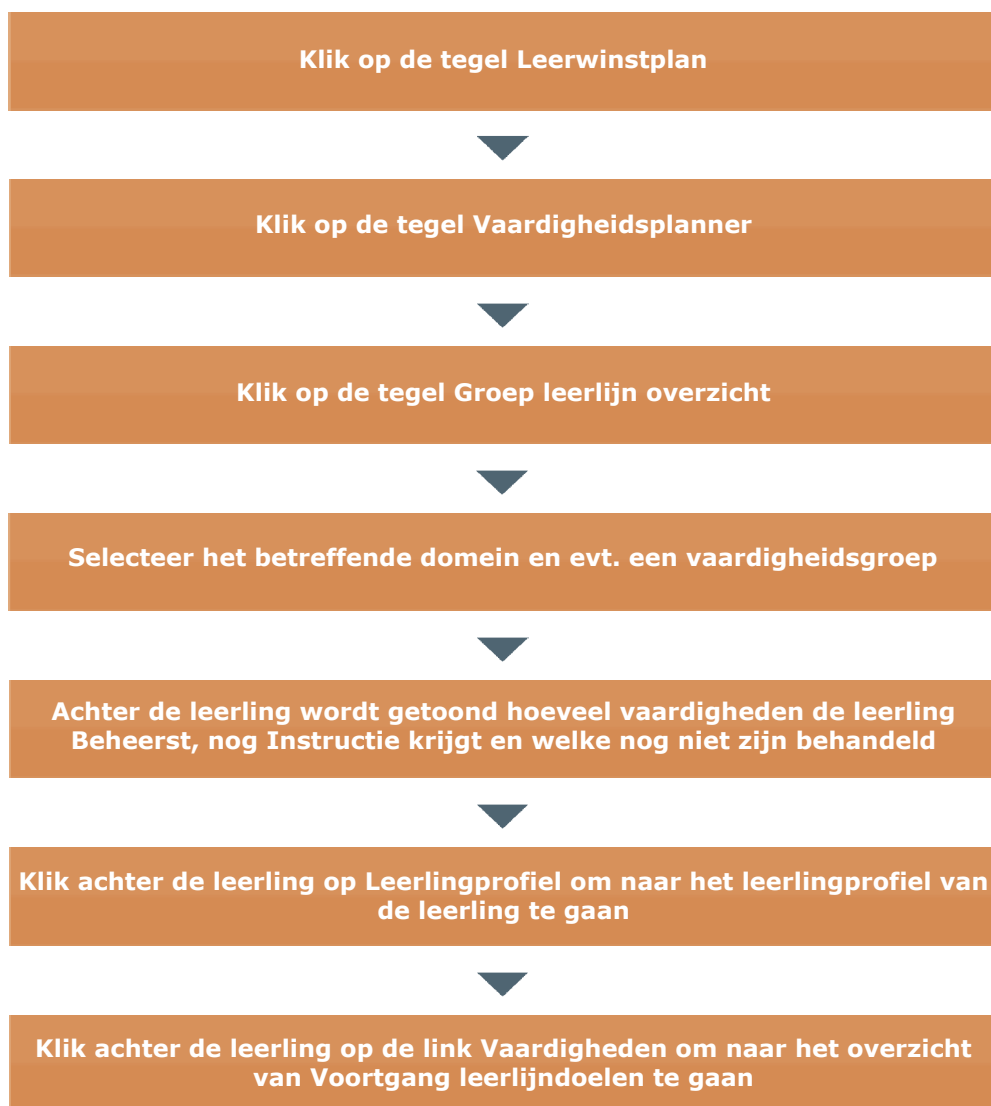 Klik op de tegel Leerwinstplan
Klik op de tegel Vaardigheidsplanner
Klik op de tegel Groep leerlijn overzicht
Selecteer het betreffende domein en evt. een vaardigheidsgroep
Achter de leerling wordt getoond hoeveel vaardigheden de leerling
Beheerst, nog Instructie krijgt en welke nog niet zijn behandeld
Klik achter de leerling op Leerlingprofiel om naar het leerlingprofiel van
de leerling te gaan
Klik achter de leerling op de link Vaardigheden om naar het overzicht
van Voortgang leerlijndoelen te gaan